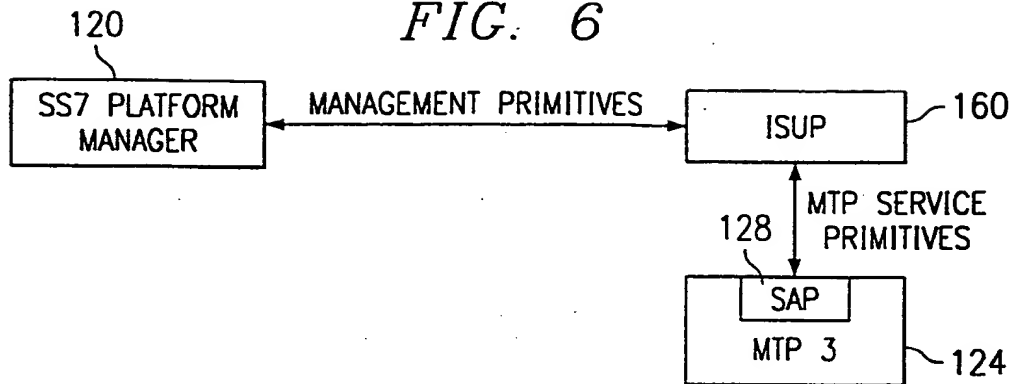 FIG. 6
120
SS7 PLATFORM
MANAGER
MANAGEMENT PRIMITIVES
ISUP
160
MTP SERVICE
PRIMITIVES
128
SAP
MTP 3
124